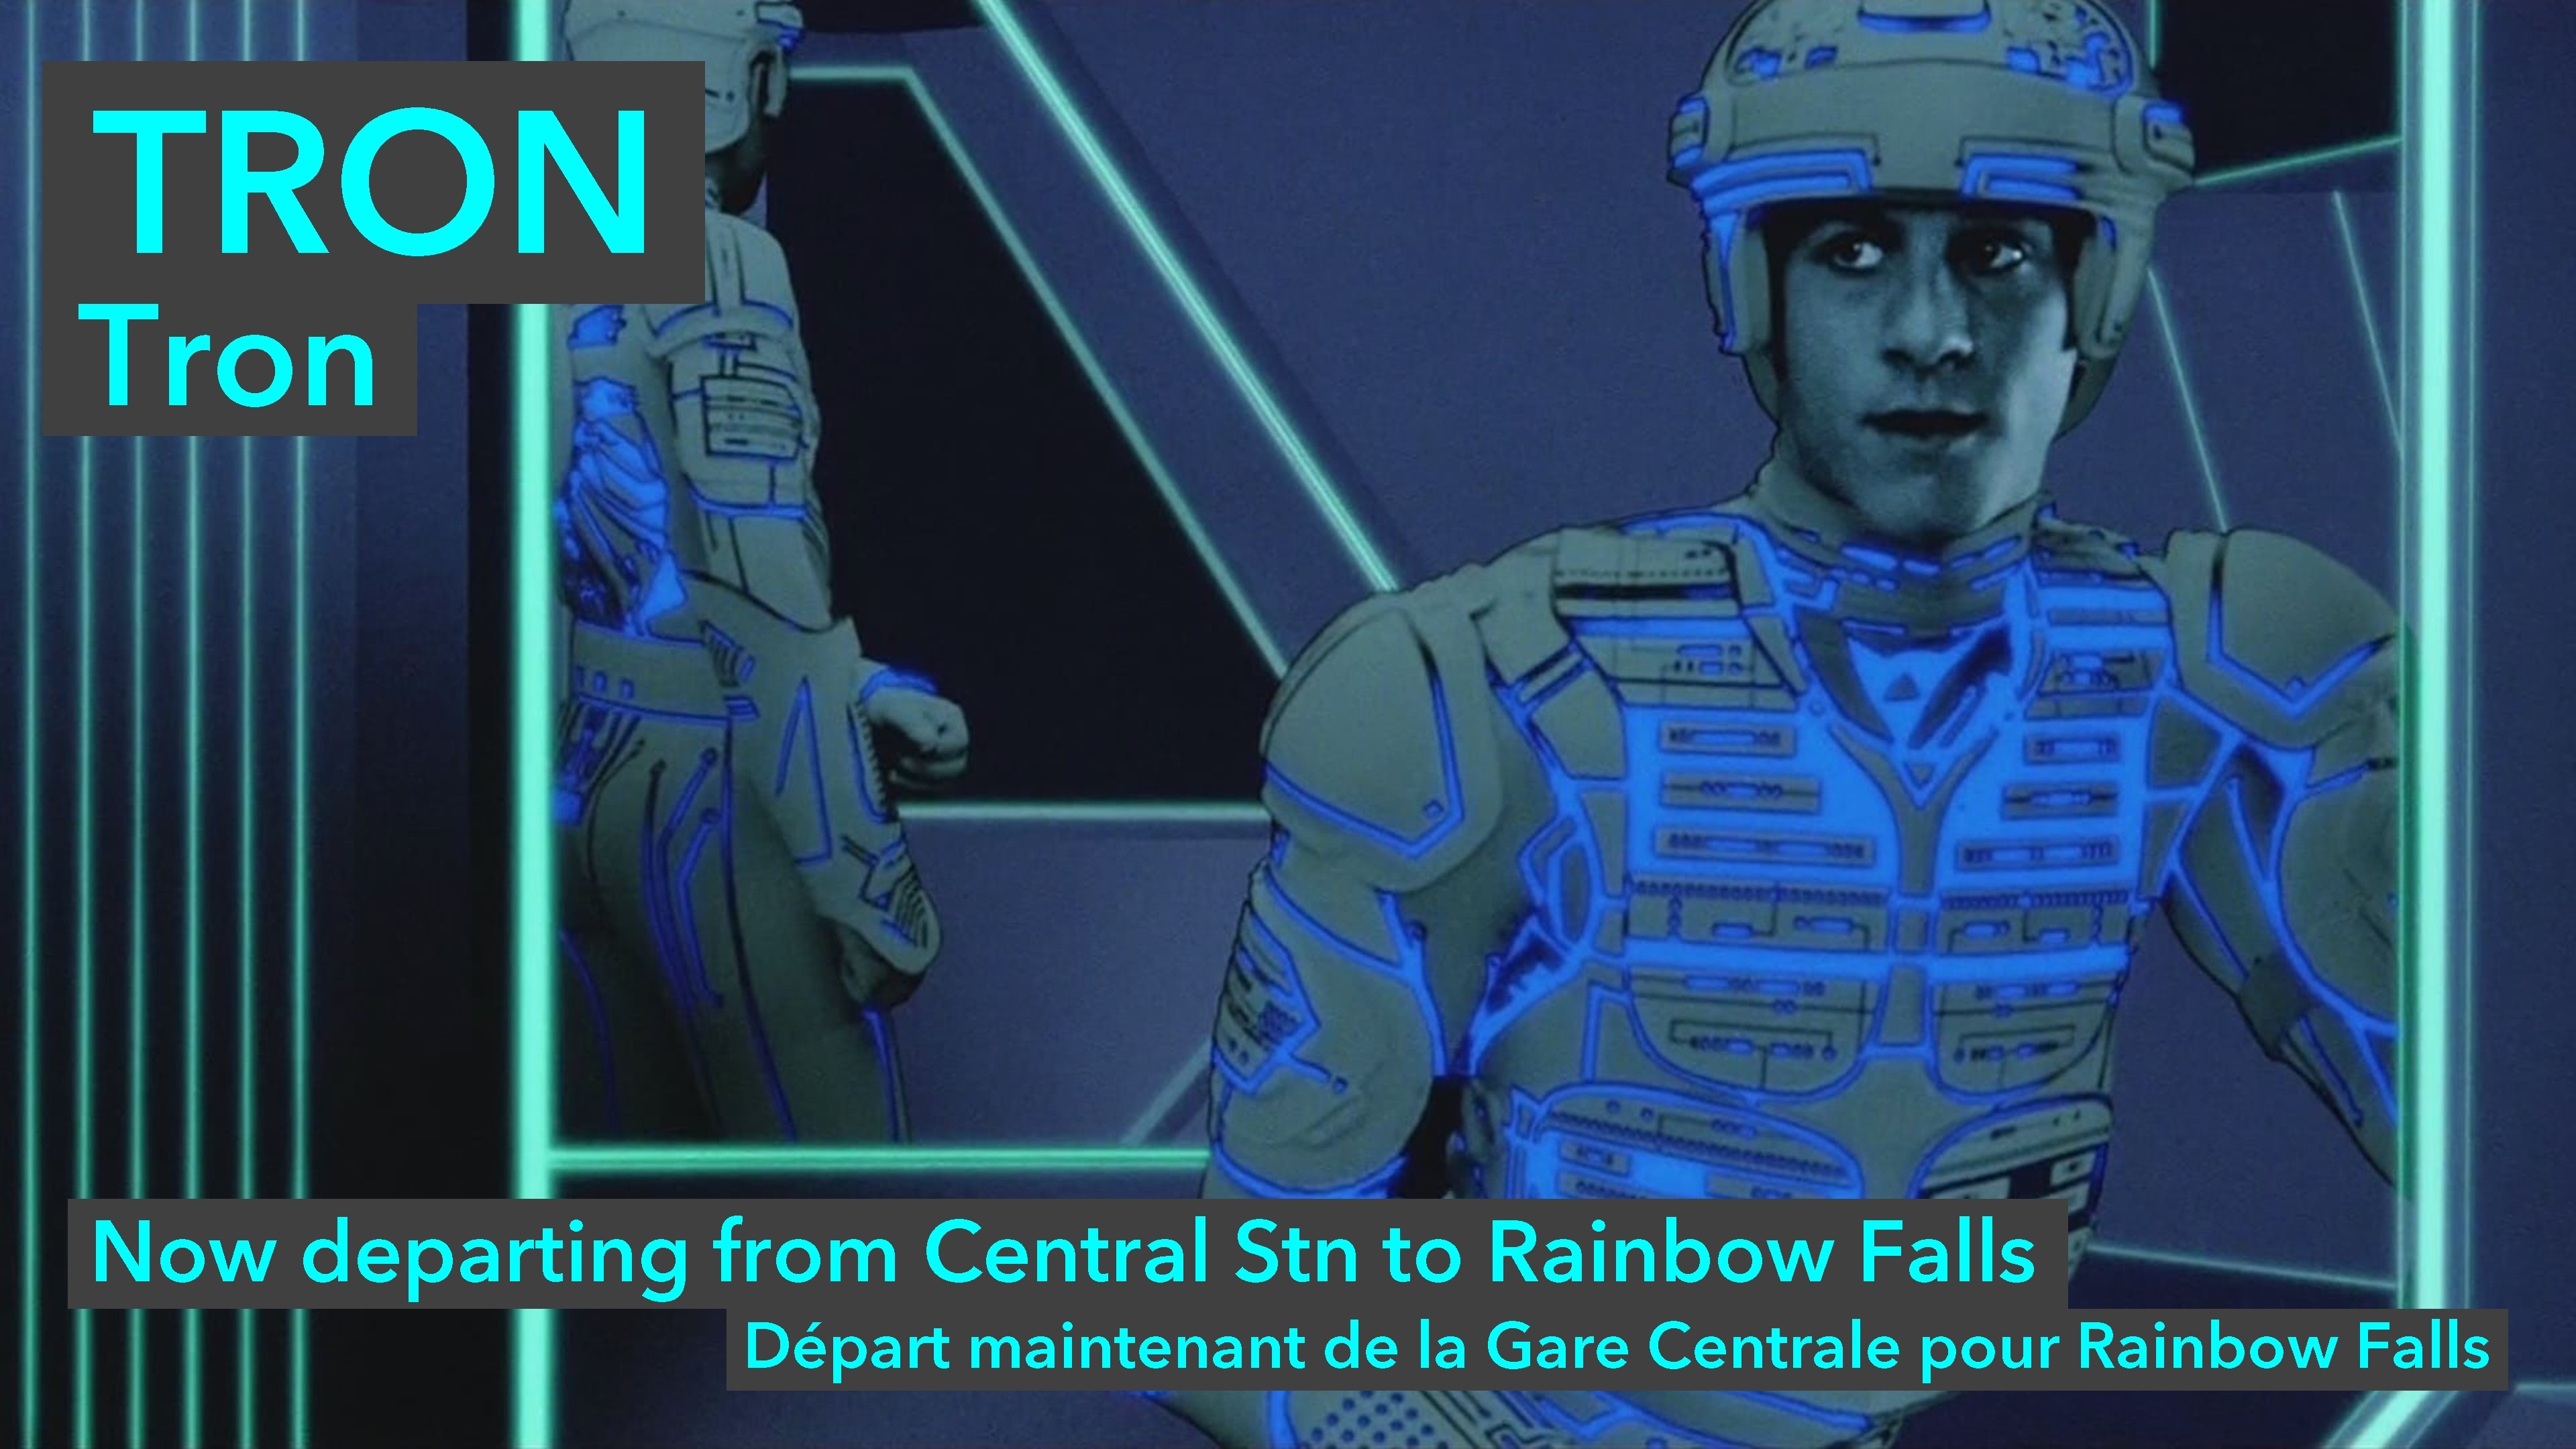 TRON
Tron
Now departing from Central Stn to Rainbow Falls
Départ maintenant de la Gare Centrale pour Rainbow Falls